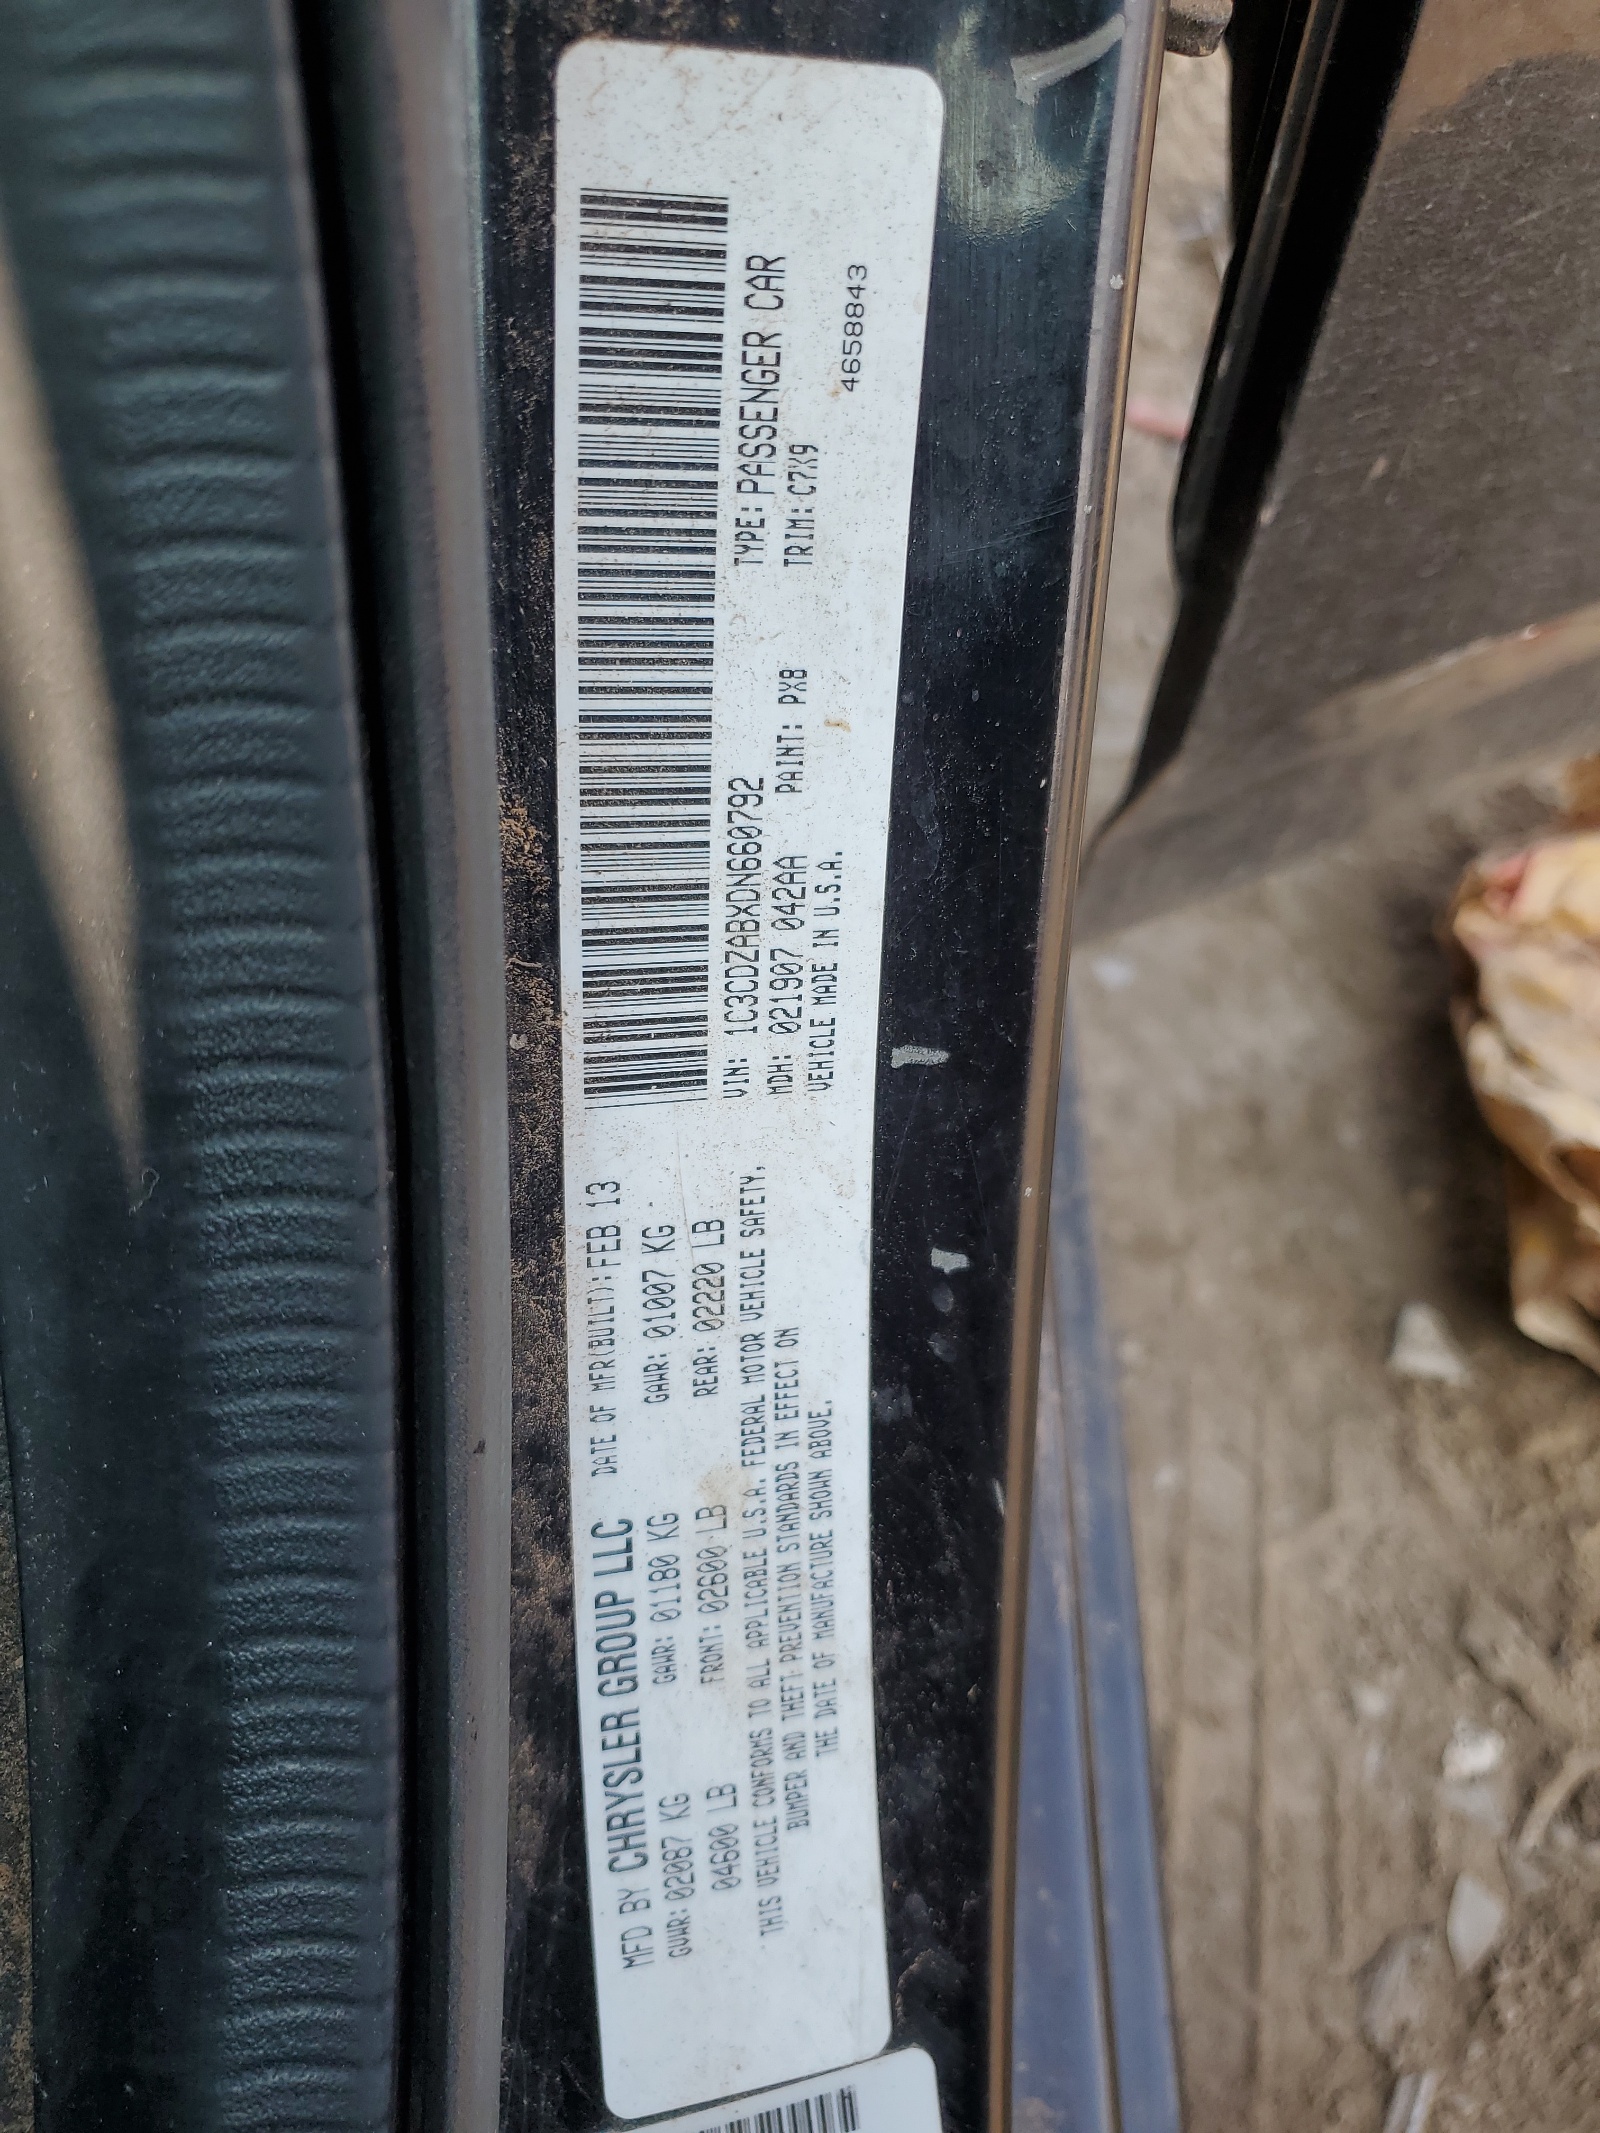 MFD BY CHRYSLER GROUP LLC DATE OF MFR(BUILT):FEB 13
GVWR:02087 KG GAWR:01180 KG GAWR:01007 KG
04600 LB FRONT:02600 LB REAR:02220 LB
THIS VEHICLE CONFORMS TO ALL APPLICABLE U.S.A. FEDERAL MOTOR VEHICLE SAFETY,
BUMPER AND THEFT PREVENTION STANDARDS IN EFFECT ON
THE DATE OF MANUFACTURE SHOWN ABOVE.
VIN: 1C3CDZABXDN660792 TYPE:PASSENGER CAR
MDH:021907 042AA PAINT: PX8 TRIM:C7X9
VEHICLE MADE IN U.S.A.
4658843